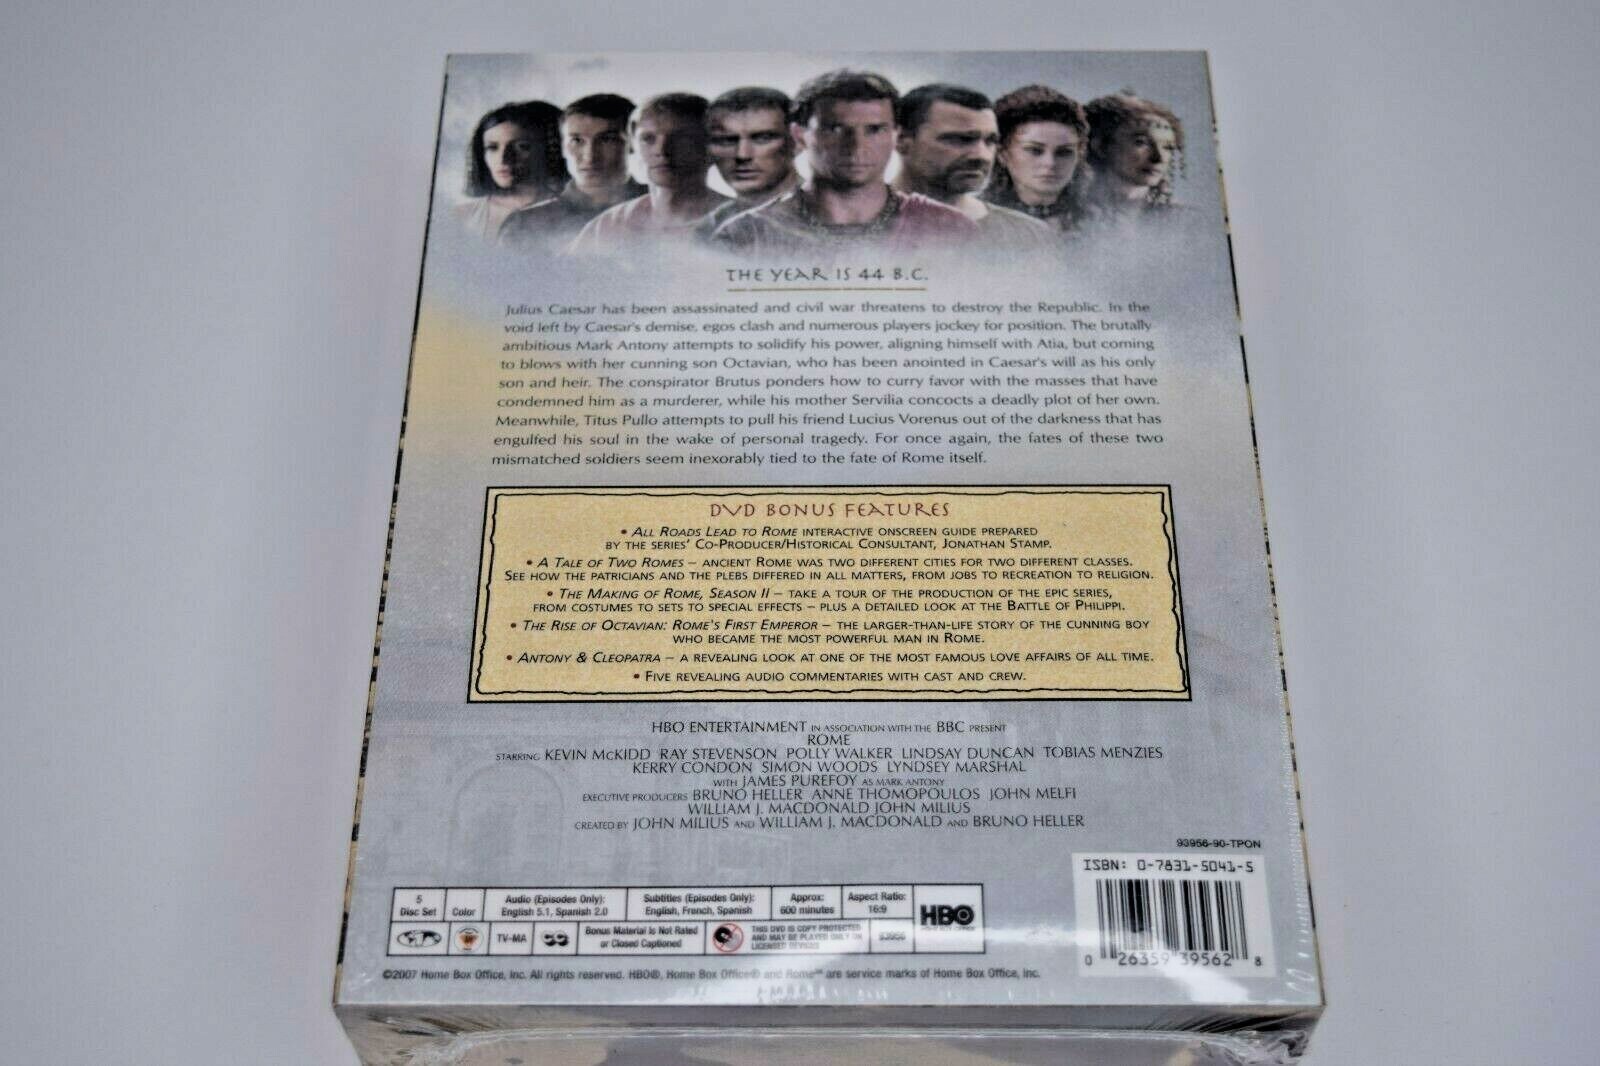 THE YEAR IS 44 B.C.
Julius Caesar has been assassinated and civil war threatens to destroy the Republic. In the
void left by Caesar's demise, egos clash and numerous players jockey for position. The brutally
ambitious Mark Antony attempts to solidify his power, aligning himself with Atia, but coming
to blows with her cunning son Octavian, who has been anointed in Caesar's will as his only
son and heir. The conspirator Brutus ponders how to curry favor with the masses that have
condemned him as a murderer, while his mother Servilia concocts a deadly plot of her own.
Meanwhile, Titus Pullo attempts to pull his friend Lucius Vorenus out of the darkness that has
engulfed his soul in the wake of personal tragedy. For once again, the fates of these two
mismatched soldiers seem inexorably tied to the fate of Rome itself.
DVD BONUS FEATURES
• ALL ROADS LEAD TO ROME INTERACTIVE ONSCREEN GUIDE PREPARED
BY THE SERIES' CO-PRODUCER/HISTORICAL CONSULTANT, JONATHAN STAMP.
• A TALE OF TWO ROMES – ANCIENT ROME WAS TWO DIFFERENT CITIES FOR TWO DIFFERENT CLASSES.
SEE HOW THE PATRICIANS AND THE PLEBS DIFFERED IN ALL MATTERS, FROM JOBS TO RECREATION TO RELIGION.
• THE MAKING OF ROME, SEASON II – TAKE A TOUR OF THE PRODUCTION OF THE EPIC SERIES,
FROM COSTUMES TO SETS TO SPECIAL EFFECTS – PLUS A DETAILED LOOK AT THE BATTLE OF PHILIPPI.
• THE RISE OF OCTAVIAN: ROME'S FIRST EMPEROR – THE LARGER-THAN-LIFE STORY OF THE CUNNING BOY
WHO BECAME THE MOST POWERFUL MAN IN ROME.
• ANTONY & CLEOPATRA – A REVEALING LOOK AT ONE OF THE MOST FAMOUS LOVE AFFAIRS OF ALL TIME.
• FIVE REVEALING AUDIO COMMENTARIES WITH CAST AND CREW.
HBO ENTERTAINMENT IN ASSOCIATION WITH THE BBC PRESENT
ROME
STARRING KEVIN McKIDD RAY STEVENSON POLLY WALKER LINDSAY DUNCAN TOBIAS MENZIES
KERRY CONDON SIMON WOODS LYNDSEY MARSHAL
WITH JAMES PUREFOY AS MARK ANTONY
EXECUTIVE PRODUCERS BRUNO HELLER ANNE THOMOPOULOS JOHN MELFI
WILLIAM J. MACDONALD JOHN MILIUS
CREATED BY JOHN MILIUS AND WILLIAM J. MACDONALD AND BRUNO HELLER
93956-90-TPON
ISBN: 0-7831-5041-5
0 26359 39562 8
5 Disc Set
Color
Audio (Episodes Only):
English 5.1, Spanish 2.0
Subtitles (Episodes Only):
English, French, Spanish
Approx:
600 minutes
Aspect Ratio:
16:9
HBO
TV-MA
Bonus Material is Not Rated
or Closed Captioned
THIS DVD IS COPY PROTECTED
AND MAY BE PLAYED ONLY ON
LICENSED DEVICES
93956
©2007 Home Box Office, Inc. All rights reserved. HBO®, Home Box Office® and Rome℠ are service marks of Home Box Office, Inc.